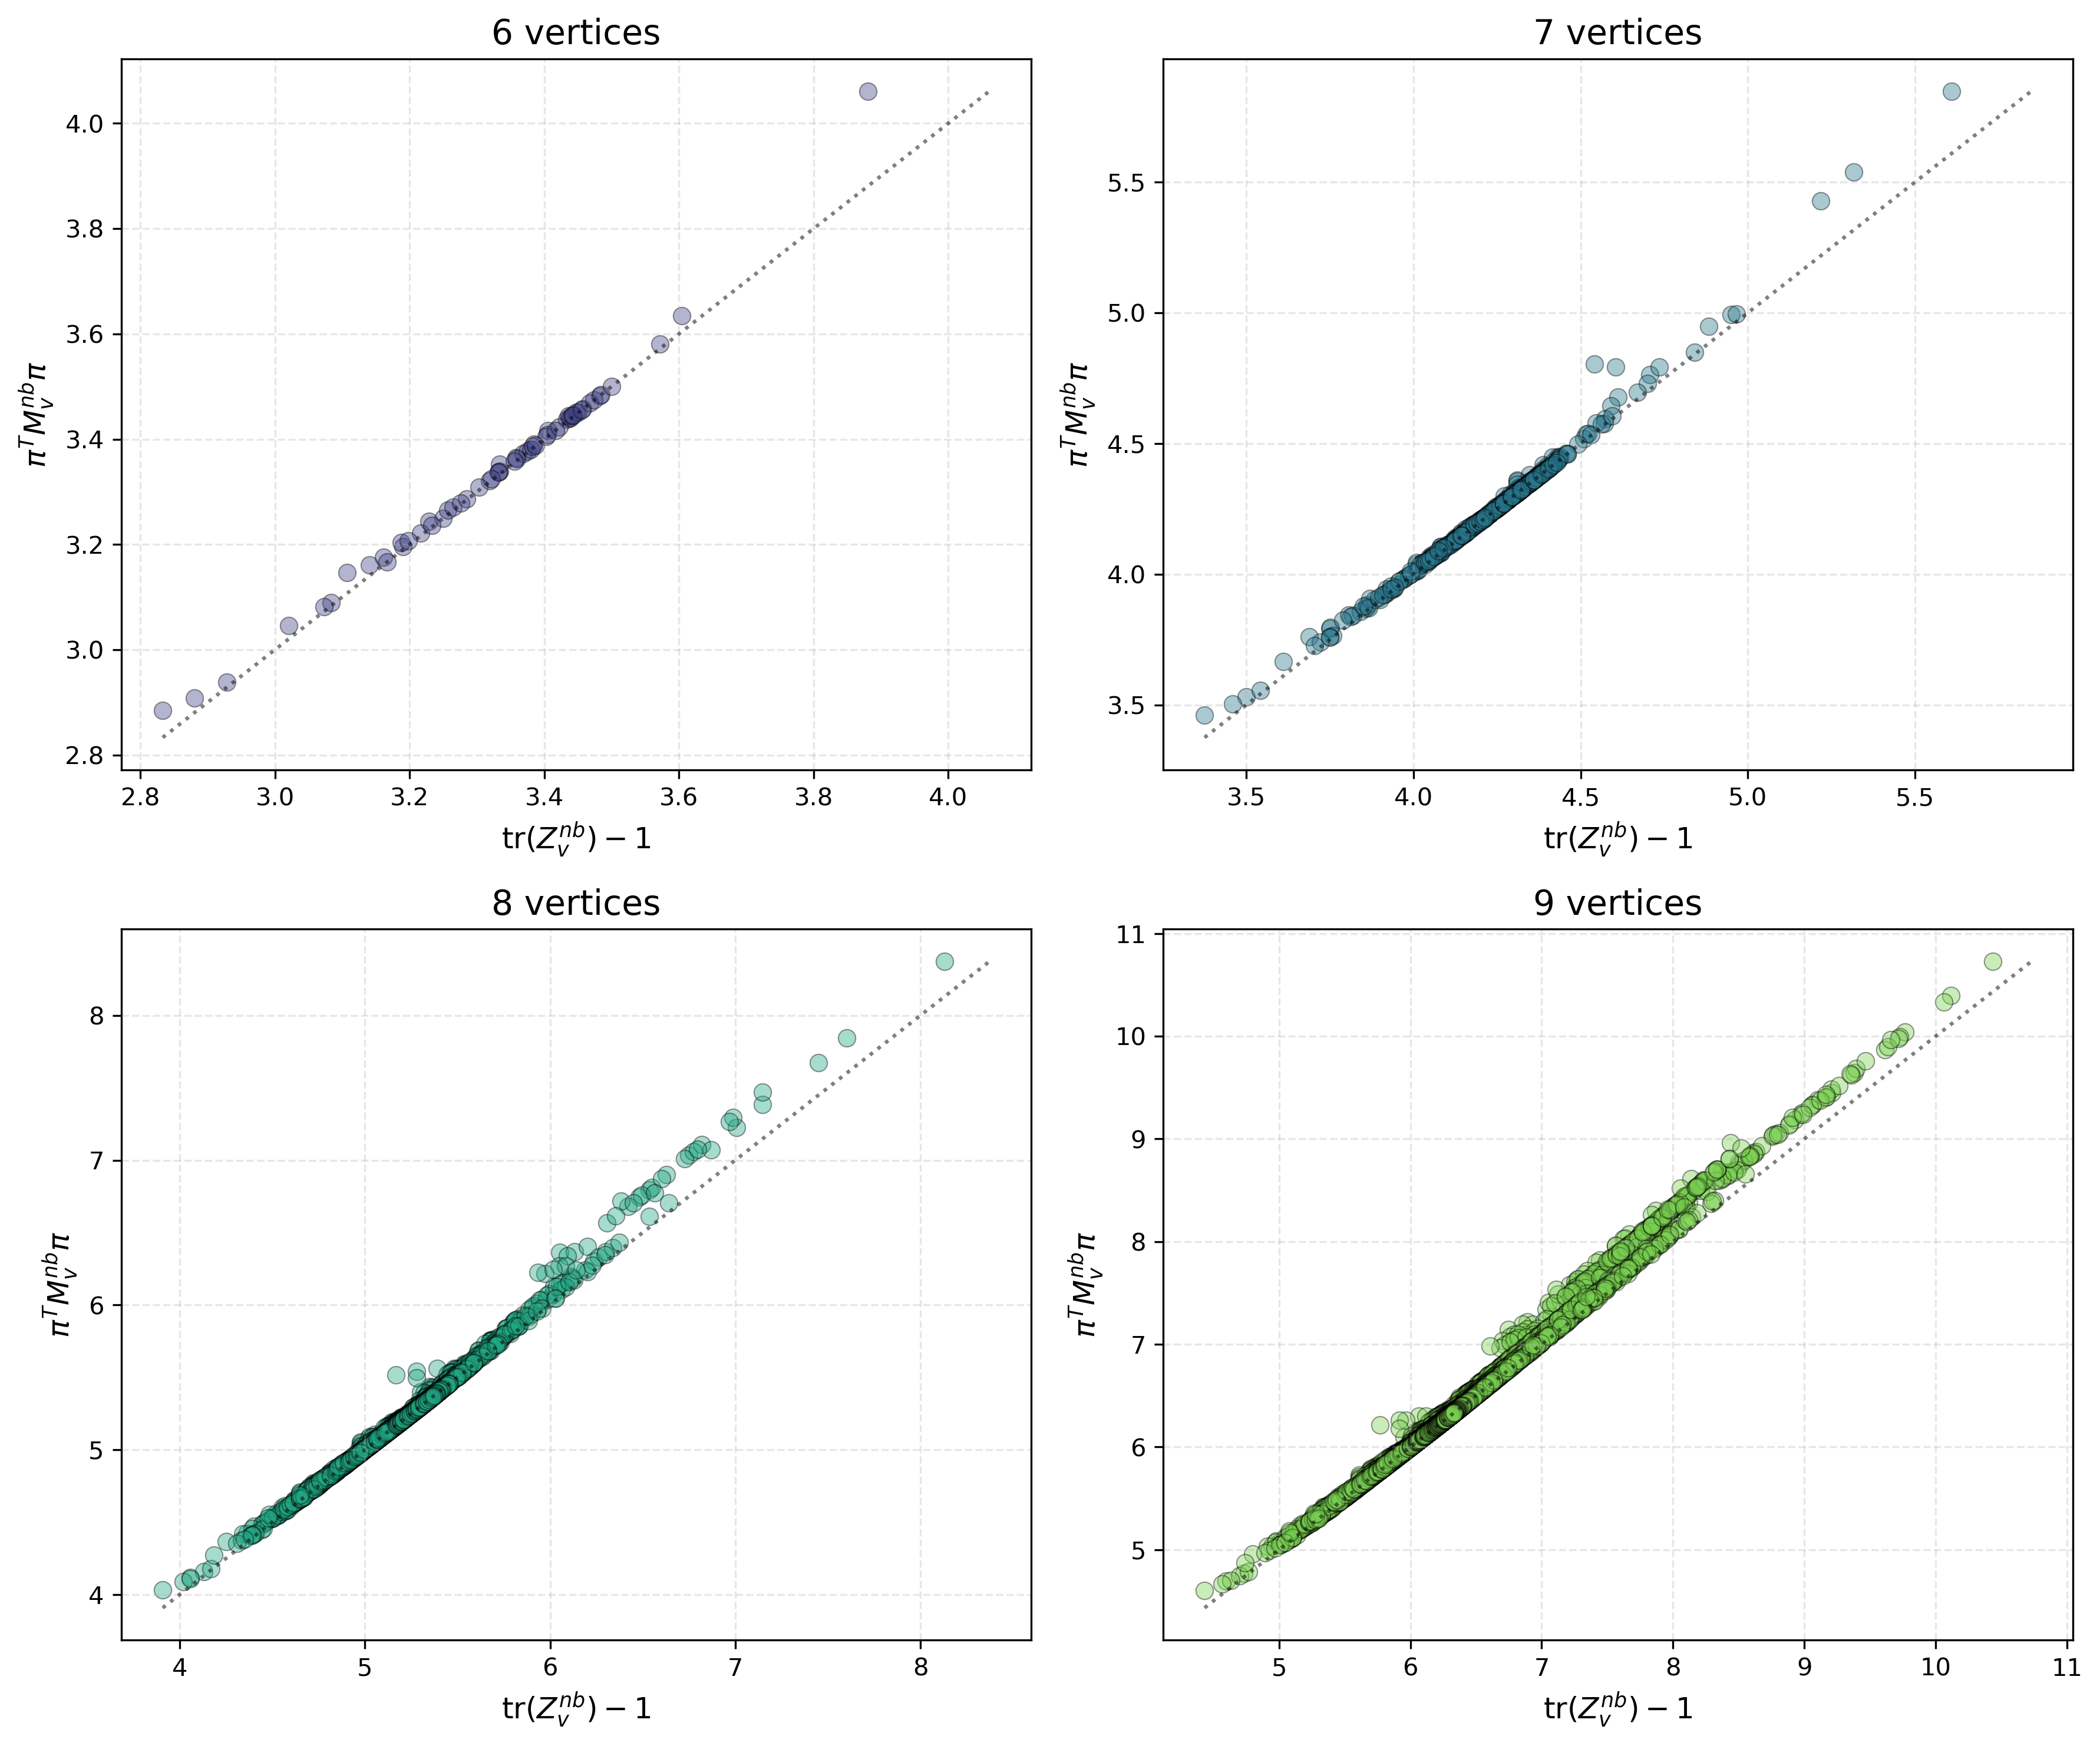 6 vertices
4.0
3.8
3.6
3.4
3.2
3.0
2.8
π^T M_v^{nb} π
2.8 3.0 3.2 3.4 3.6 3.8 4.0
tr(Z_v^{nb}) − 1
7 vertices
5.5
5.0
4.5
4.0
3.5
π^T M_v^{nb} π
3.5 4.0 4.5 5.0 5.5
tr(Z_v^{nb}) − 1
8 vertices
8
7
6
5
4
π^T M_v^{nb} π
4 5 6 7 8
tr(Z_v^{nb}) − 1
9 vertices
11
10
9
8
7
6
5
π^T M_v^{nb} π
5 6 7 8 9 10 11
tr(Z_v^{nb}) − 1